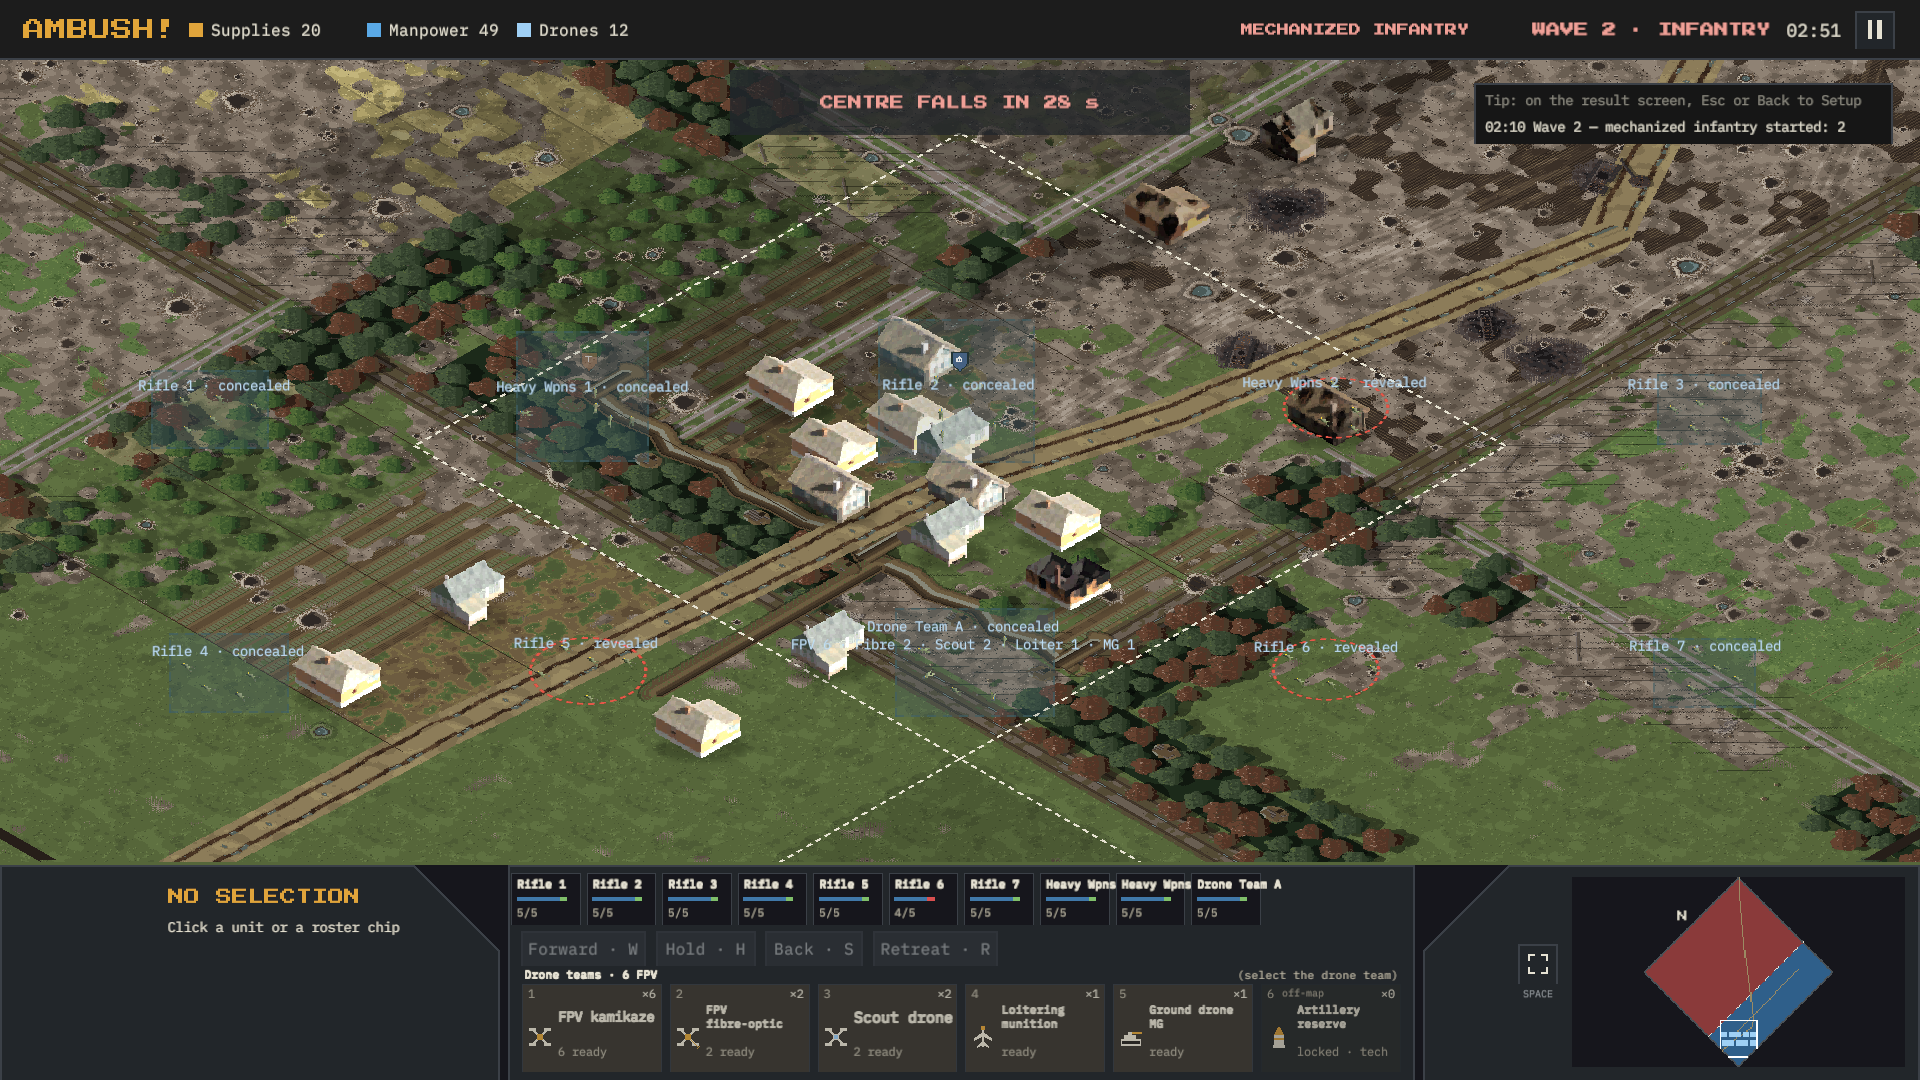 AMBUSH!
Supplies 20
Manpower 49
Drones 12
MECHANIZED INFANTRY
WAVE 2 · INFANTRY
02:51
CENTRE FALLS IN 28 s
Tip: on the result screen, Esc or Back to Setup
02:10 Wave 2 — mechanized infantry started: 2
Rifle 1 · concealed
Heavy Wpns 1 · concealed
Rifle 2 · concealed
Heavy Wpns 2 · revealed
Rifle 3 · concealed
Rifle 4 · concealed
Rifle 5 · revealed
Drone Team A · concealed
Fibre 2 · Scout 2 · Loiter 1 · MG 1
Rifle 6 · revealed
Rifle 7 · concealed
NO SELECTION
Click a unit or a roster chip
Rifle 1
5/5
Rifle 2
5/5
Rifle 3
5/5
Rifle 4
5/5
Rifle 5
5/5
Rifle 6
4/5
Rifle 7
5/5
Heavy Wpns
5/5
Heavy Wpns
5/5
Drone Team A
5/5
Forward · W
Hold · H
Back · S
Retreat · R
Drone teams · 6 FPV
(select the drone team)
1
×6
FPV kamikaze
6 ready
2
×2
FPV
fibre-optic
2 ready
3
×2
Scout drone
2 ready
4
×1
Loitering
munition
ready
5
×1
Ground drone
MG
ready
6 off-map
×0
Artillery
reserve
locked · tech
SPACE
N